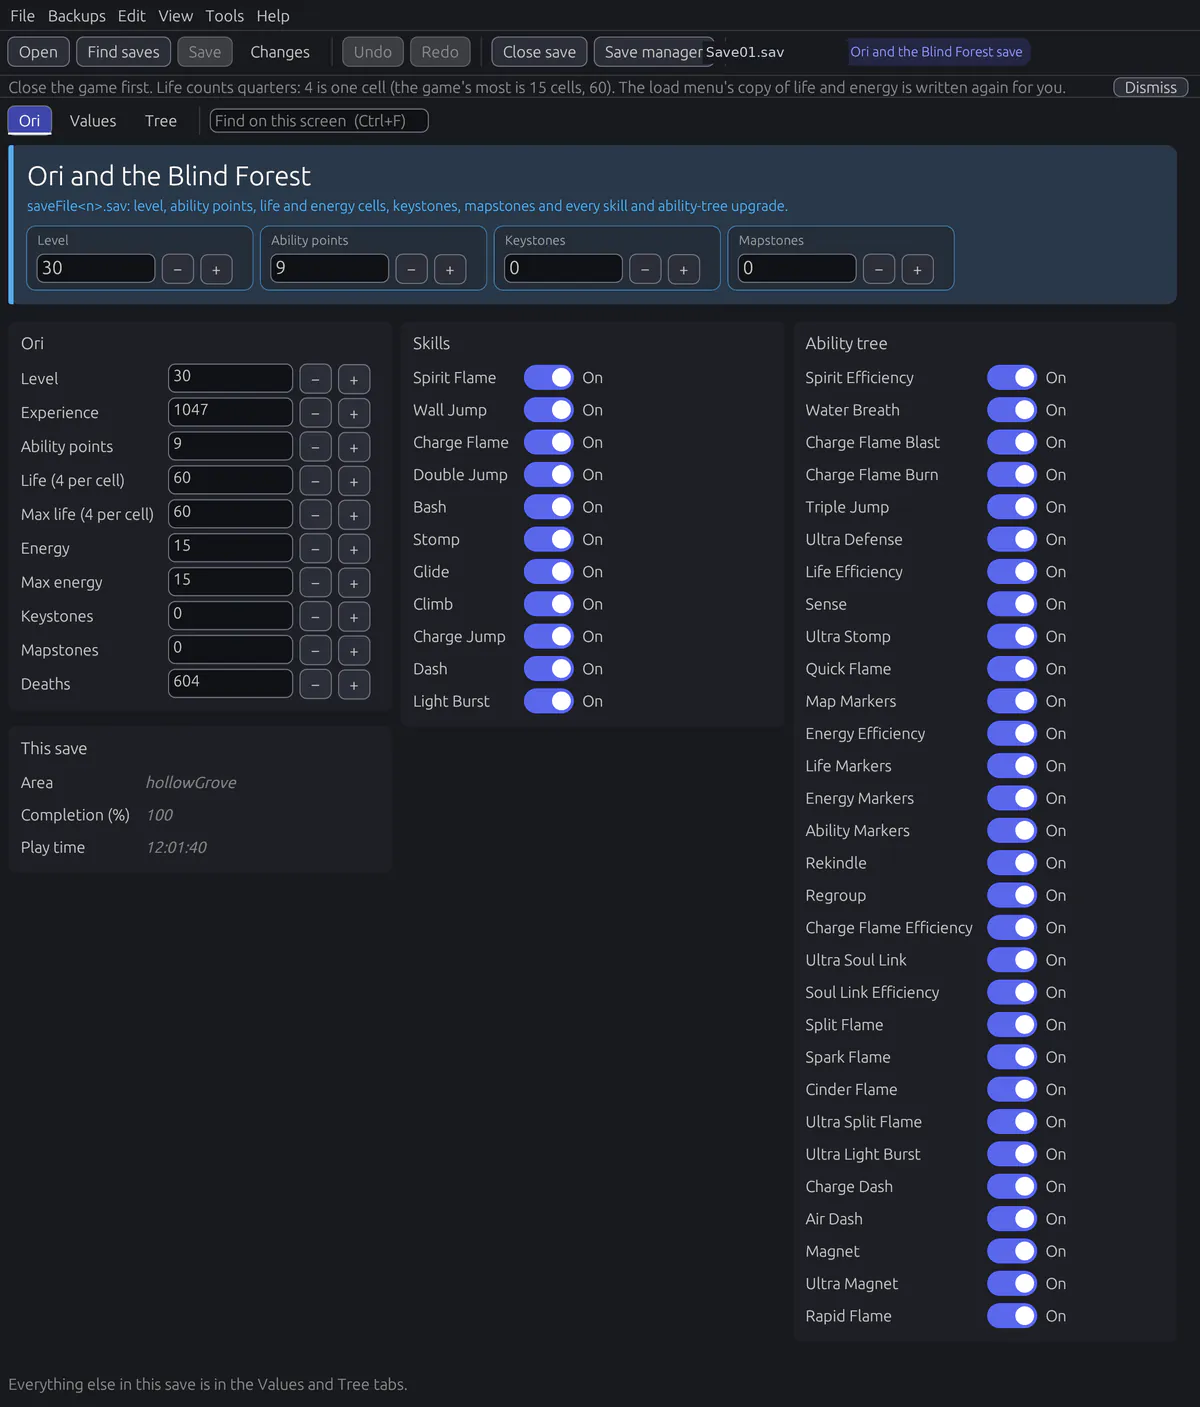 File Backups Edit View Tools Help
Open Find saves Save Changes Undo Redo Close save Save manager Save01.sav Ori and the Blind Forest save
Close the game first. Life counts quarters: 4 is one cell (the game's most is 15 cells, 60). The load menu's copy of life and energy is written again for you. Dismiss
Ori Values Tree Find on this screen (Ctrl+F)
Ori and the Blind Forest
saveFile<n>.sav: level, ability points, life and energy cells, keystones, mapstones and every skill and ability-tree upgrade.
Level Ability points Keystones Mapstones
30 − + 9 − + 0 − + 0 − +
Ori
Level 30 − +
Experience 1047 − +
Ability points 9 − +
Life (4 per cell) 60 − +
Max life (4 per cell) 60 − +
Energy 15 − +
Max energy 15 − +
Keystones 0 − +
Mapstones 0 − +
Deaths 604 − +
This save
Area hollowGrove
Completion (%) 100
Play time 12:01:40
Skills
Spirit Flame On
Wall Jump On
Charge Flame On
Double Jump On
Bash On
Stomp On
Glide On
Climb On
Charge Jump On
Dash On
Light Burst On
Ability tree
Spirit Efficiency On
Water Breath On
Charge Flame Blast On
Charge Flame Burn On
Triple Jump On
Ultra Defense On
Life Efficiency On
Sense On
Ultra Stomp On
Quick Flame On
Map Markers On
Energy Efficiency On
Life Markers On
Energy Markers On
Ability Markers On
Rekindle On
Regroup On
Charge Flame Efficiency On
Ultra Soul Link On
Soul Link Efficiency On
Split Flame On
Spark Flame On
Cinder Flame On
Ultra Split Flame On
Ultra Light Burst On
Charge Dash On
Air Dash On
Magnet On
Ultra Magnet On
Rapid Flame On
Everything else in this save is in the Values and Tree tabs.